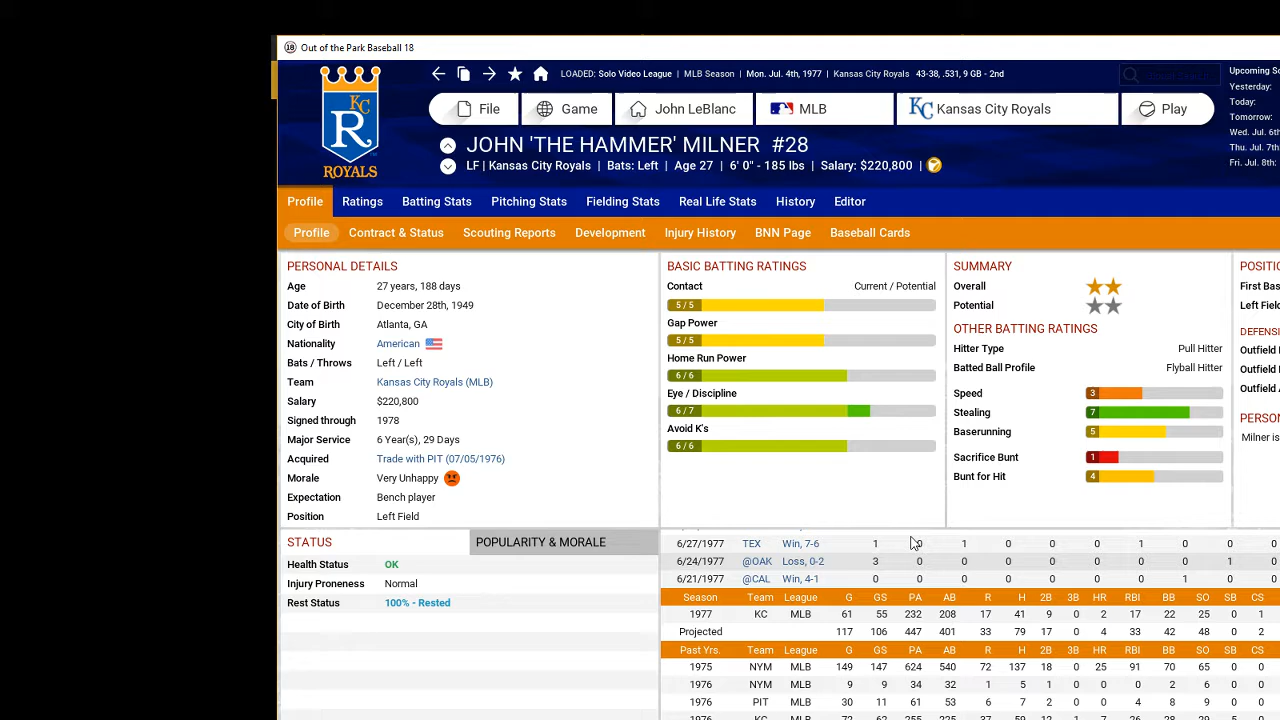 Out of the Park Baseball 18
LOADED: Solo Video League | MLB Season | Mon. Jul. 4th, 1977 | Kansas City Royals 43-38, .531, 9 GB - 2nd
Upcoming Sc
Yesterday:
Today:
Tomorrow:
Wed. Jul. 6th
Thu. Jul. 7th
Fri. Jul. 8th:
KC R ROYALS
File Game John LeBlanc MLB KC Kansas City Royals Play
JOHN 'THE HAMMER' MILNER #28
LF | Kansas City Royals | Bats: Left | Age 27 | 6' 0" - 185 lbs | Salary: $220,800 |
Profile Ratings Batting Stats Pitching Stats Fielding Stats Real Life Stats History Editor
Profile Contract & Status Scouting Reports Development Injury History BNN Page Baseball Cards
PERSONAL DETAILS
Age 27 years, 188 days
Date of Birth December 28th, 1949
City of Birth Atlanta, GA
Nationality American
Bats / Throws Left / Left
Team Kansas City Royals (MLB)
Salary $220,800
Signed through 1978
Major Service 6 Year(s), 29 Days
Acquired Trade with PIT (07/05/1976)
Morale Very Unhappy
Expectation Bench player
Position Left Field
BASIC BATTING RATINGS
Contact Current / Potential
5 / 5
Gap Power
5 / 5
Home Run Power
6 / 6
Eye / Discipline
6 / 7
Avoid K's
6 / 6
SUMMARY
Overall
Potential
OTHER BATTING RATINGS
Hitter Type Pull Hitter
Batted Ball Profile Flyball Hitter
Speed 3
Stealing 7
Baserunning 5
Sacrifice Bunt 1
Bunt for Hit 4
POSITI
First Bas
Left Field
DEFENSI
Outfield
Outfield
Outfield
PERSON
Milner is
STATUS POPULARITY & MORALE
Health Status OK
Injury Proneness Normal
Rest Status 100% - Rested
6/27/1977 TEX Win, 7-6 1 0 1 0 0 0 0 1 0 0 0
6/24/1977 @OAK Loss, 0-2 3 0 0 0 0 0 0 0 0 1 0
6/21/1977 @CAL Win, 4-1 0 0 0 0 0 0 0 0 1 0 0
Season Team League G GS PA AB R H 2B 3B HR RBI BB SO SB CS
1977 KC MLB 61 55 232 208 17 41 9 0 2 17 22 25 0 1
Projected 117 106 447 401 33 79 17 0 4 33 42 48 0 2
Past Yrs. Team League G GS PA AB R H 2B 3B HR RBI BB SO SB CS
1975 NYM MLB 149 147 624 540 72 137 18 0 25 91 70 65 0 0
1976 NYM MLB 9 9 34 32 1 5 1 0 0 0 2 6 0 0
1976 PIT MLB 30 11 61 53 6 7 2 0 0 4 8 9 0 0
1976 KC MLB 72 62 255 225